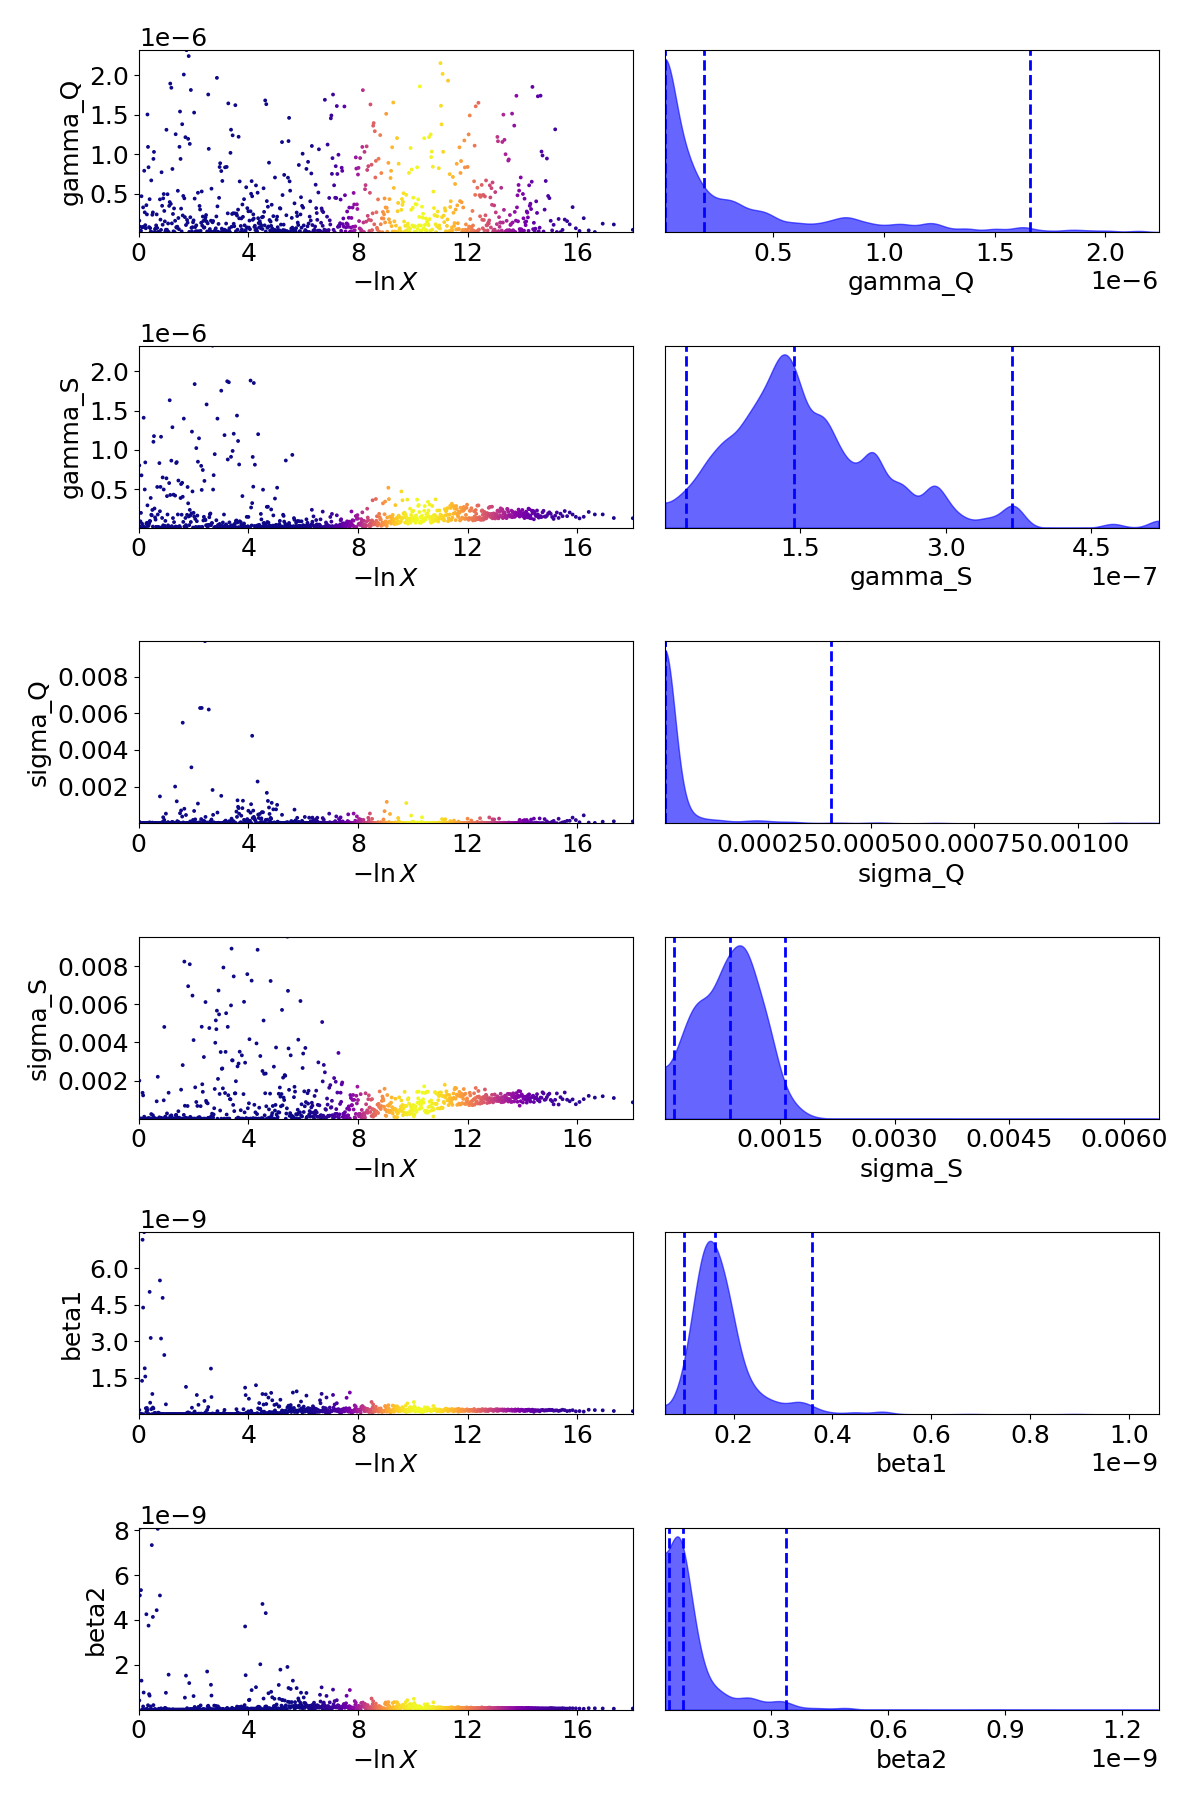 1e−6
gamma_Q
2.0
1.5
1.0
0.5
0 4 8 12 16
−ln X
0.5 1.0 1.5 2.0
gamma_Q 1e−6
1e−6
gamma_S
2.0
1.5
1.0
0.5
0 4 8 12 16
−ln X
1.5 3.0 4.5
gamma_S 1e−7
sigma_Q
0.008
0.006
0.004
0.002
0 4 8 12 16
−ln X
0.00025 0.00050 0.00075 0.00100
sigma_Q
sigma_S
0.008
0.006
0.004
0.002
0 4 8 12 16
−ln X
0.0015 0.0030 0.0045 0.0060
sigma_S
1e−9
beta1
6.0
4.5
3.0
1.5
0 4 8 12 16
−ln X
0.2 0.4 0.6 0.8 1.0
beta1 1e−9
1e−9
beta2
8
6
4
2
0 4 8 12 16
−ln X
0.3 0.6 0.9 1.2
beta2 1e−9